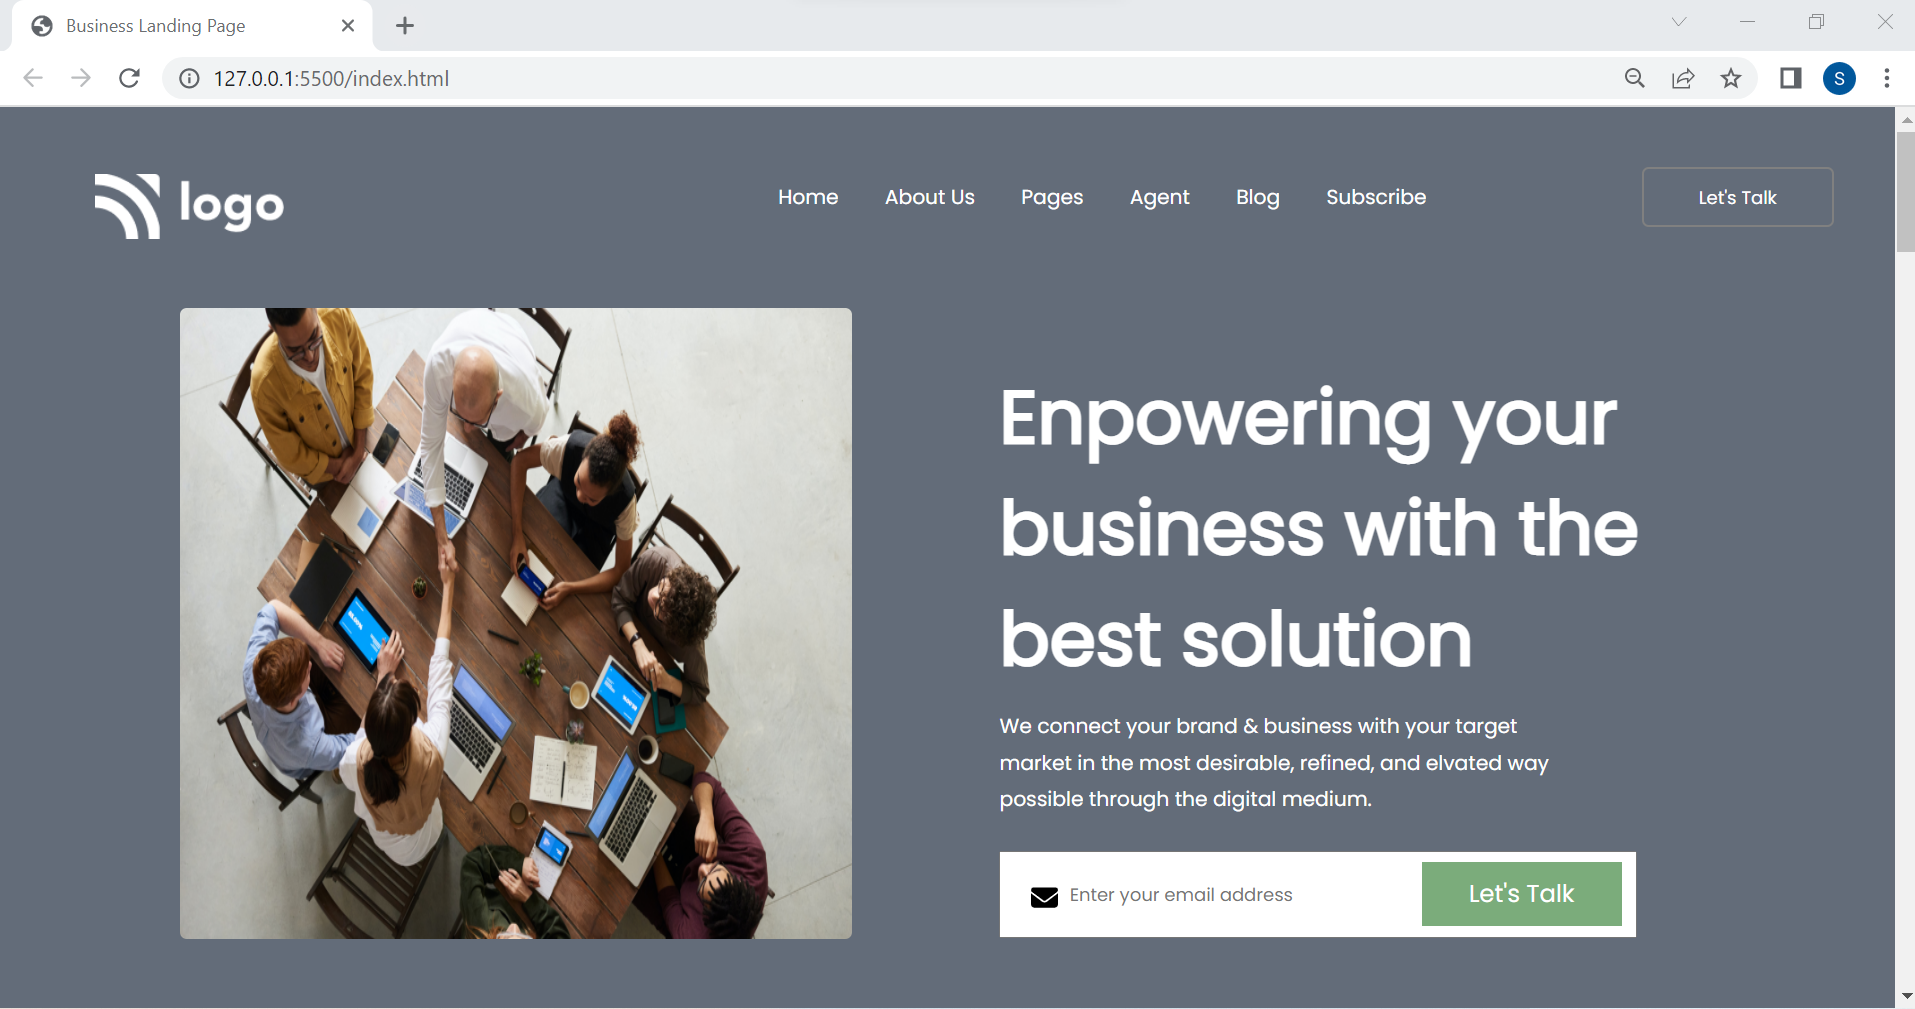 Business Landing Page
127.0.0.1:5500/index.html
S
logo
Home About Us Pages Agent Blog Subscribe
Let's Talk
Enpowering your
business with the
best solution
We connect your brand & business with your target
market in the most desirable, refined, and elvated way
possible through the digital medium.
Enter your email address
Let's Talk